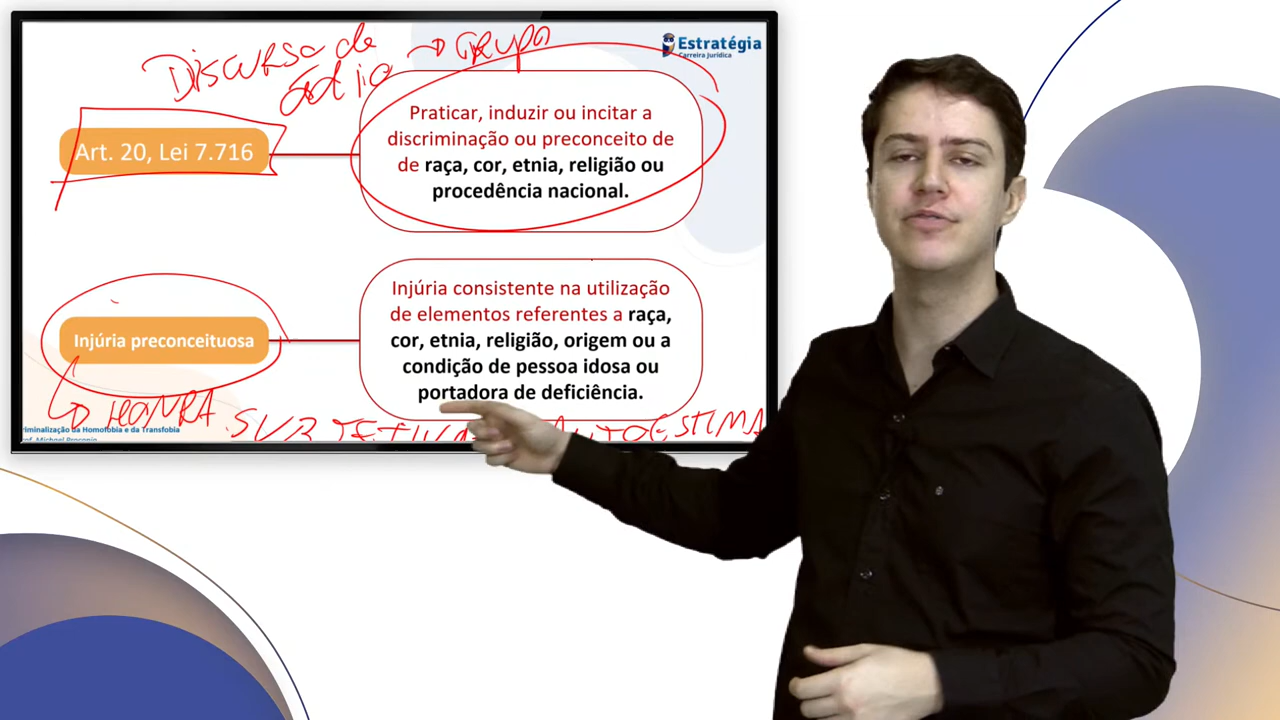 Discurso de ódio → GRUPO
Estratégia
Carreira Jurídica
Art. 20, Lei 7.716
Praticar, induzir ou incitar a
discriminação ou preconceito de
de raça, cor, etnia, religião ou
procedência nacional.
Injúria preconceituosa
Injúria consistente na utilização
de elementos referentes a raça,
cor, etnia, religião, origem ou a
condição de pessoa idosa ou
portadora de deficiência.
HONRA SUBJETIVA AUTOESTIMA
riminalização da Homofobia e da Transfobia